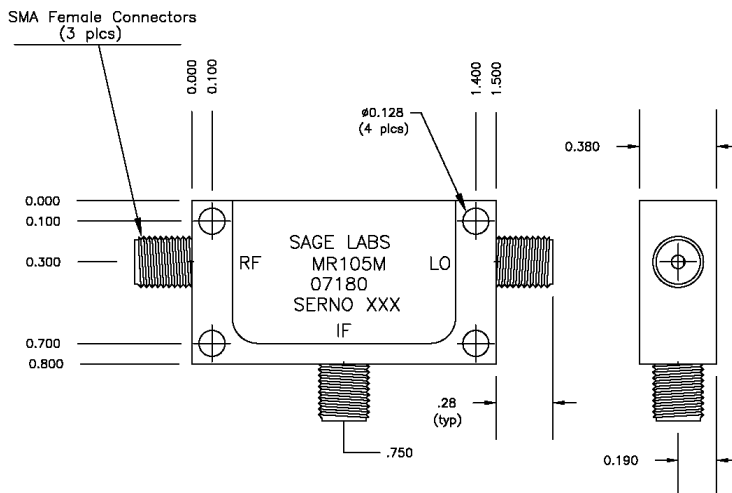 SMA Female Connectors
(3 plcs)
0.000
0.100
1.400
1.500
ø0.128
(4 plcs)
0.380
0.000
0.100
0.300
0.700
0.800
SAGE LABS
RF MR105M LO
07180
SERNO XXX
IF
.28
(typ)
.750
0.190